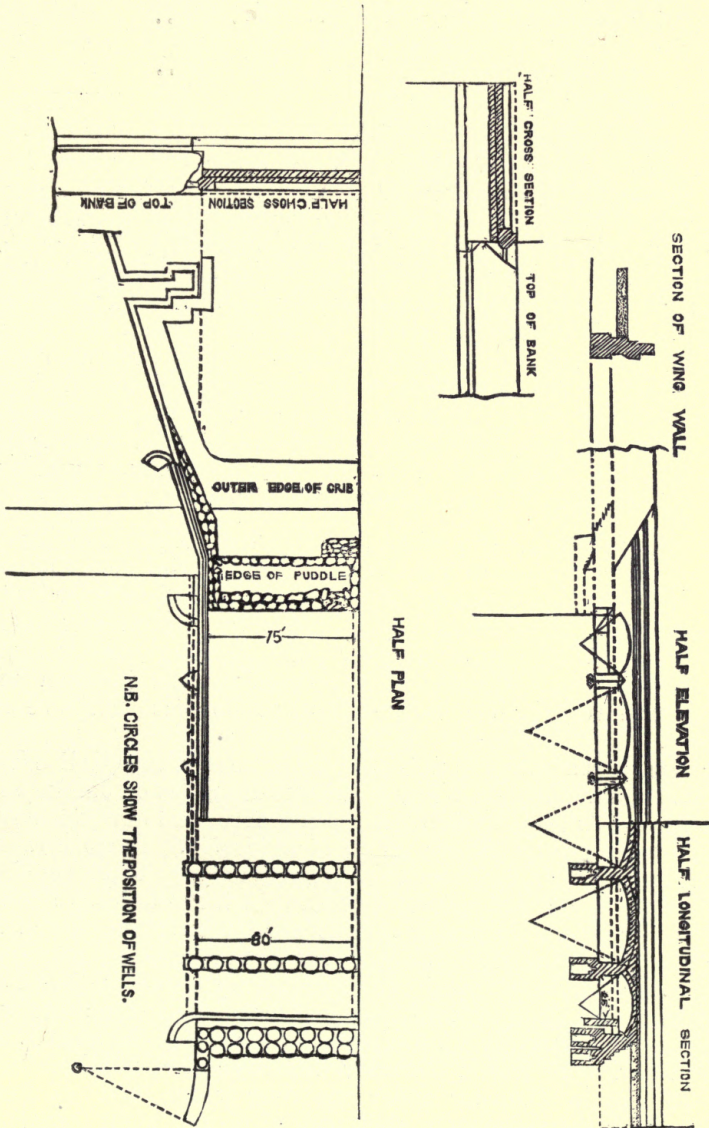 SECTION OF WING WALL
HALF ELEVATION
HALF LONGITUDINAL SECTION
HALF CROSS SECTION
TOP OF BANK
HALF PLAN
TOP OF BANK
HALF CHOSS SECTION
OUTER EDGE OF CRIB
EDGE OF PUDDLE
75'
80'
N.B. CIRCLES SHOW THE POSITION OF WELLS.